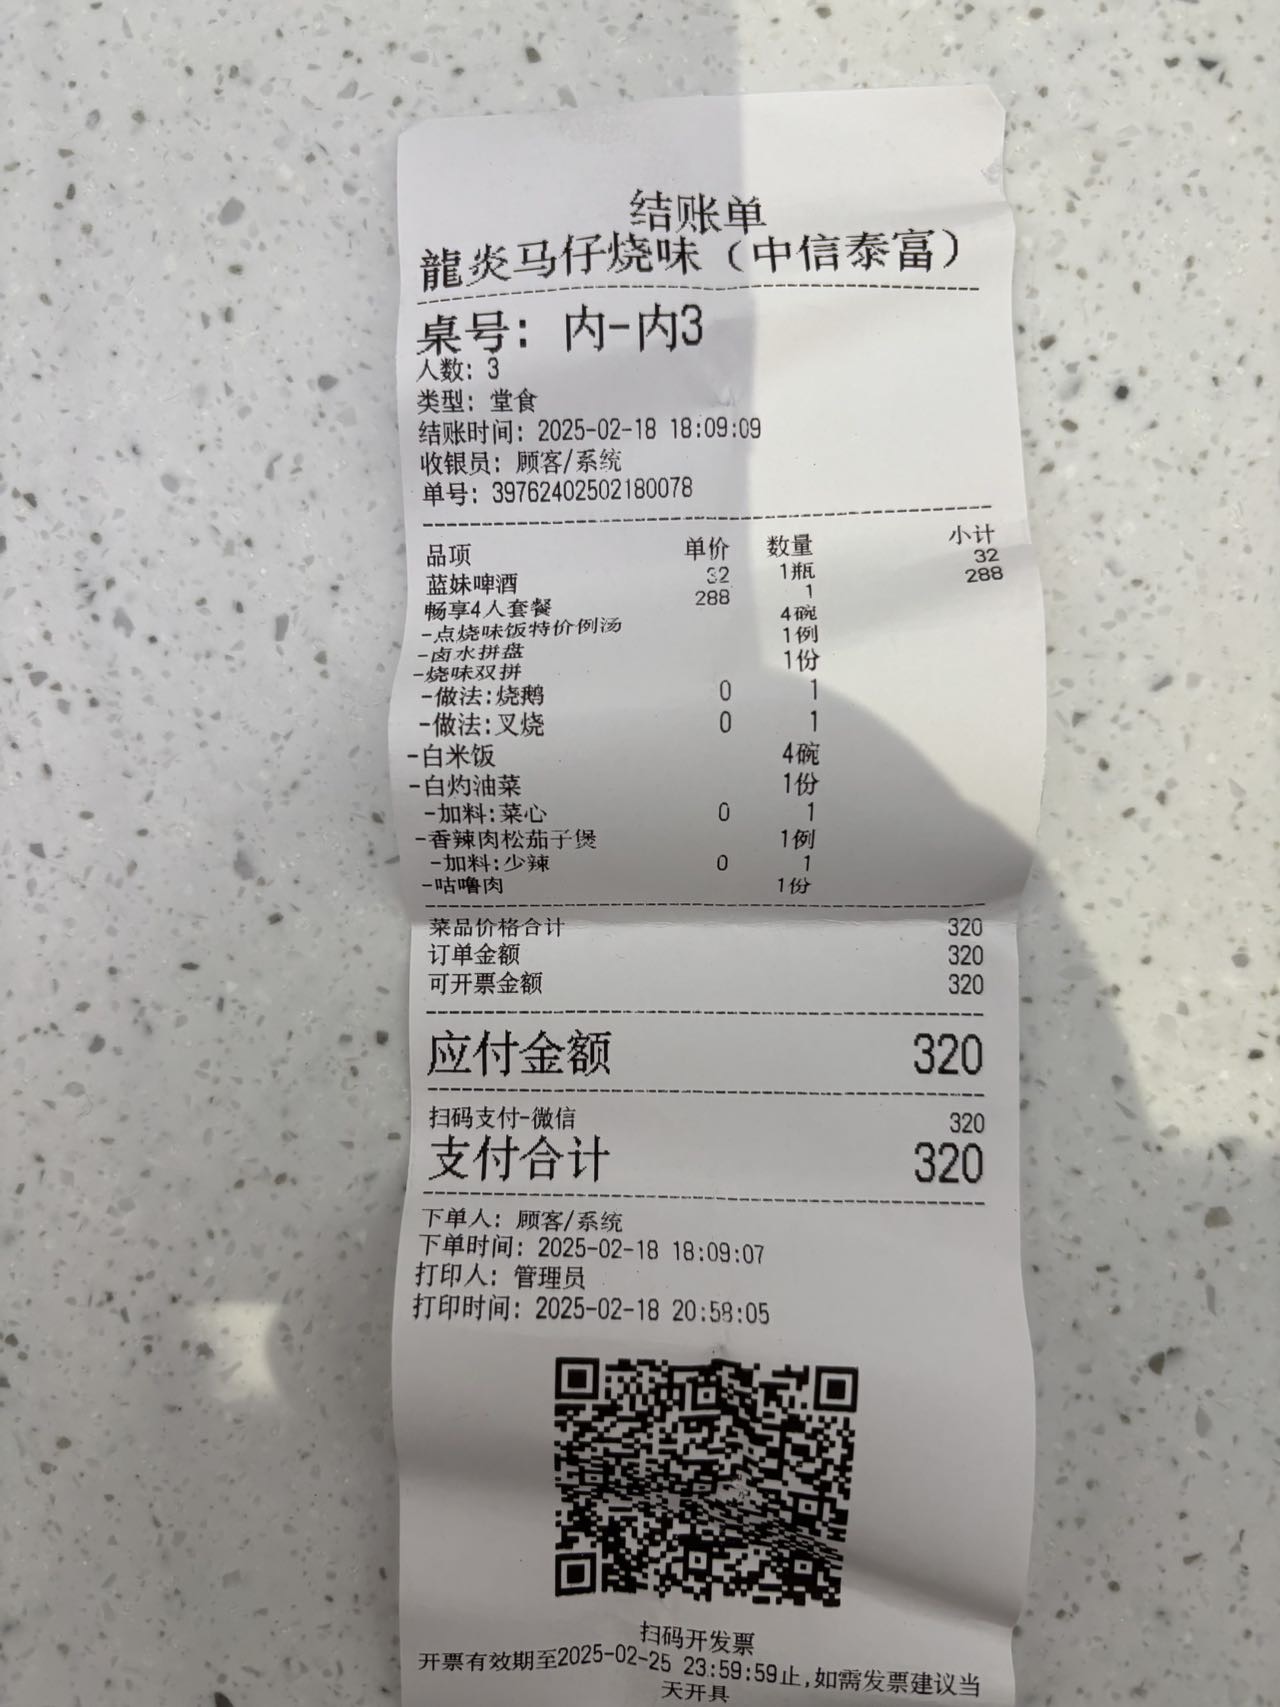 结账单
龍炎马仔烧味（中信泰富）
桌号：内-内3
人数：3
类型：堂食
结账时间：2025-02-18 18:09:09
收银员：顾客/系统
单号：39762402502180078
品项 单价 数量 小计
蓝妹啤酒 32 1瓶 32
畅享4人套餐 288 1 288
-点烧味饭特价例汤 4碗
-卤水拼盘 1例
-烧味双拼 1份
-做法:烧鹅 0 1
-做法:叉烧 0 1
-白米饭 4碗
-白灼油菜 1份
-加料:菜心 0 1
-香辣肉松茄子煲 1例
-加料:少辣 0 1
-咕噜肉 1份
菜品价格合计 320
订单金额 320
可开票金额 320
应付金额 320
扫码支付-微信 320
支付合计 320
下单人：顾客/系统
下单时间：2025-02-18 18:09:07
打印人：管理员
打印时间：2025-02-18 20:58:05
扫码开发票
开票有效期至2025-02-25 23:59:59止,如需发票建议当
天开具